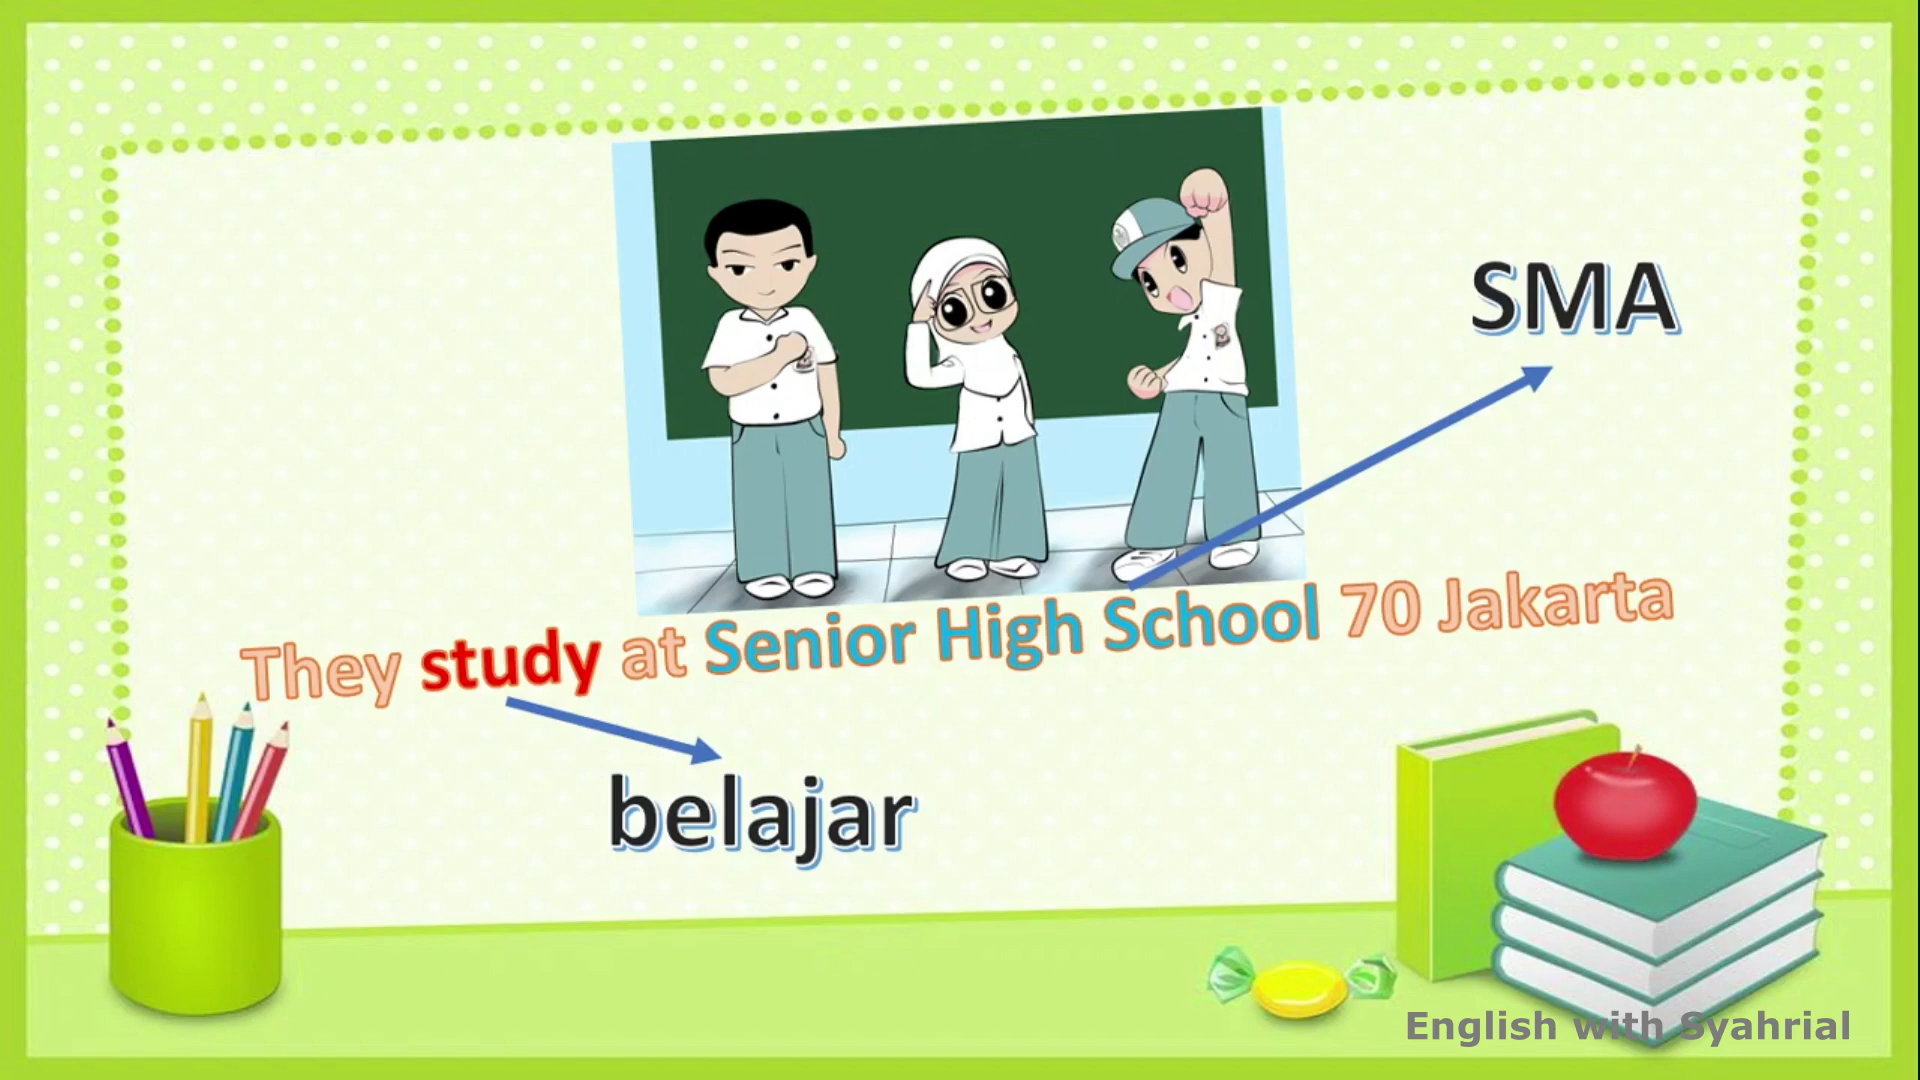 SMA
They study at Senior High School 70 Jakarta
belajar
English with Syahrial